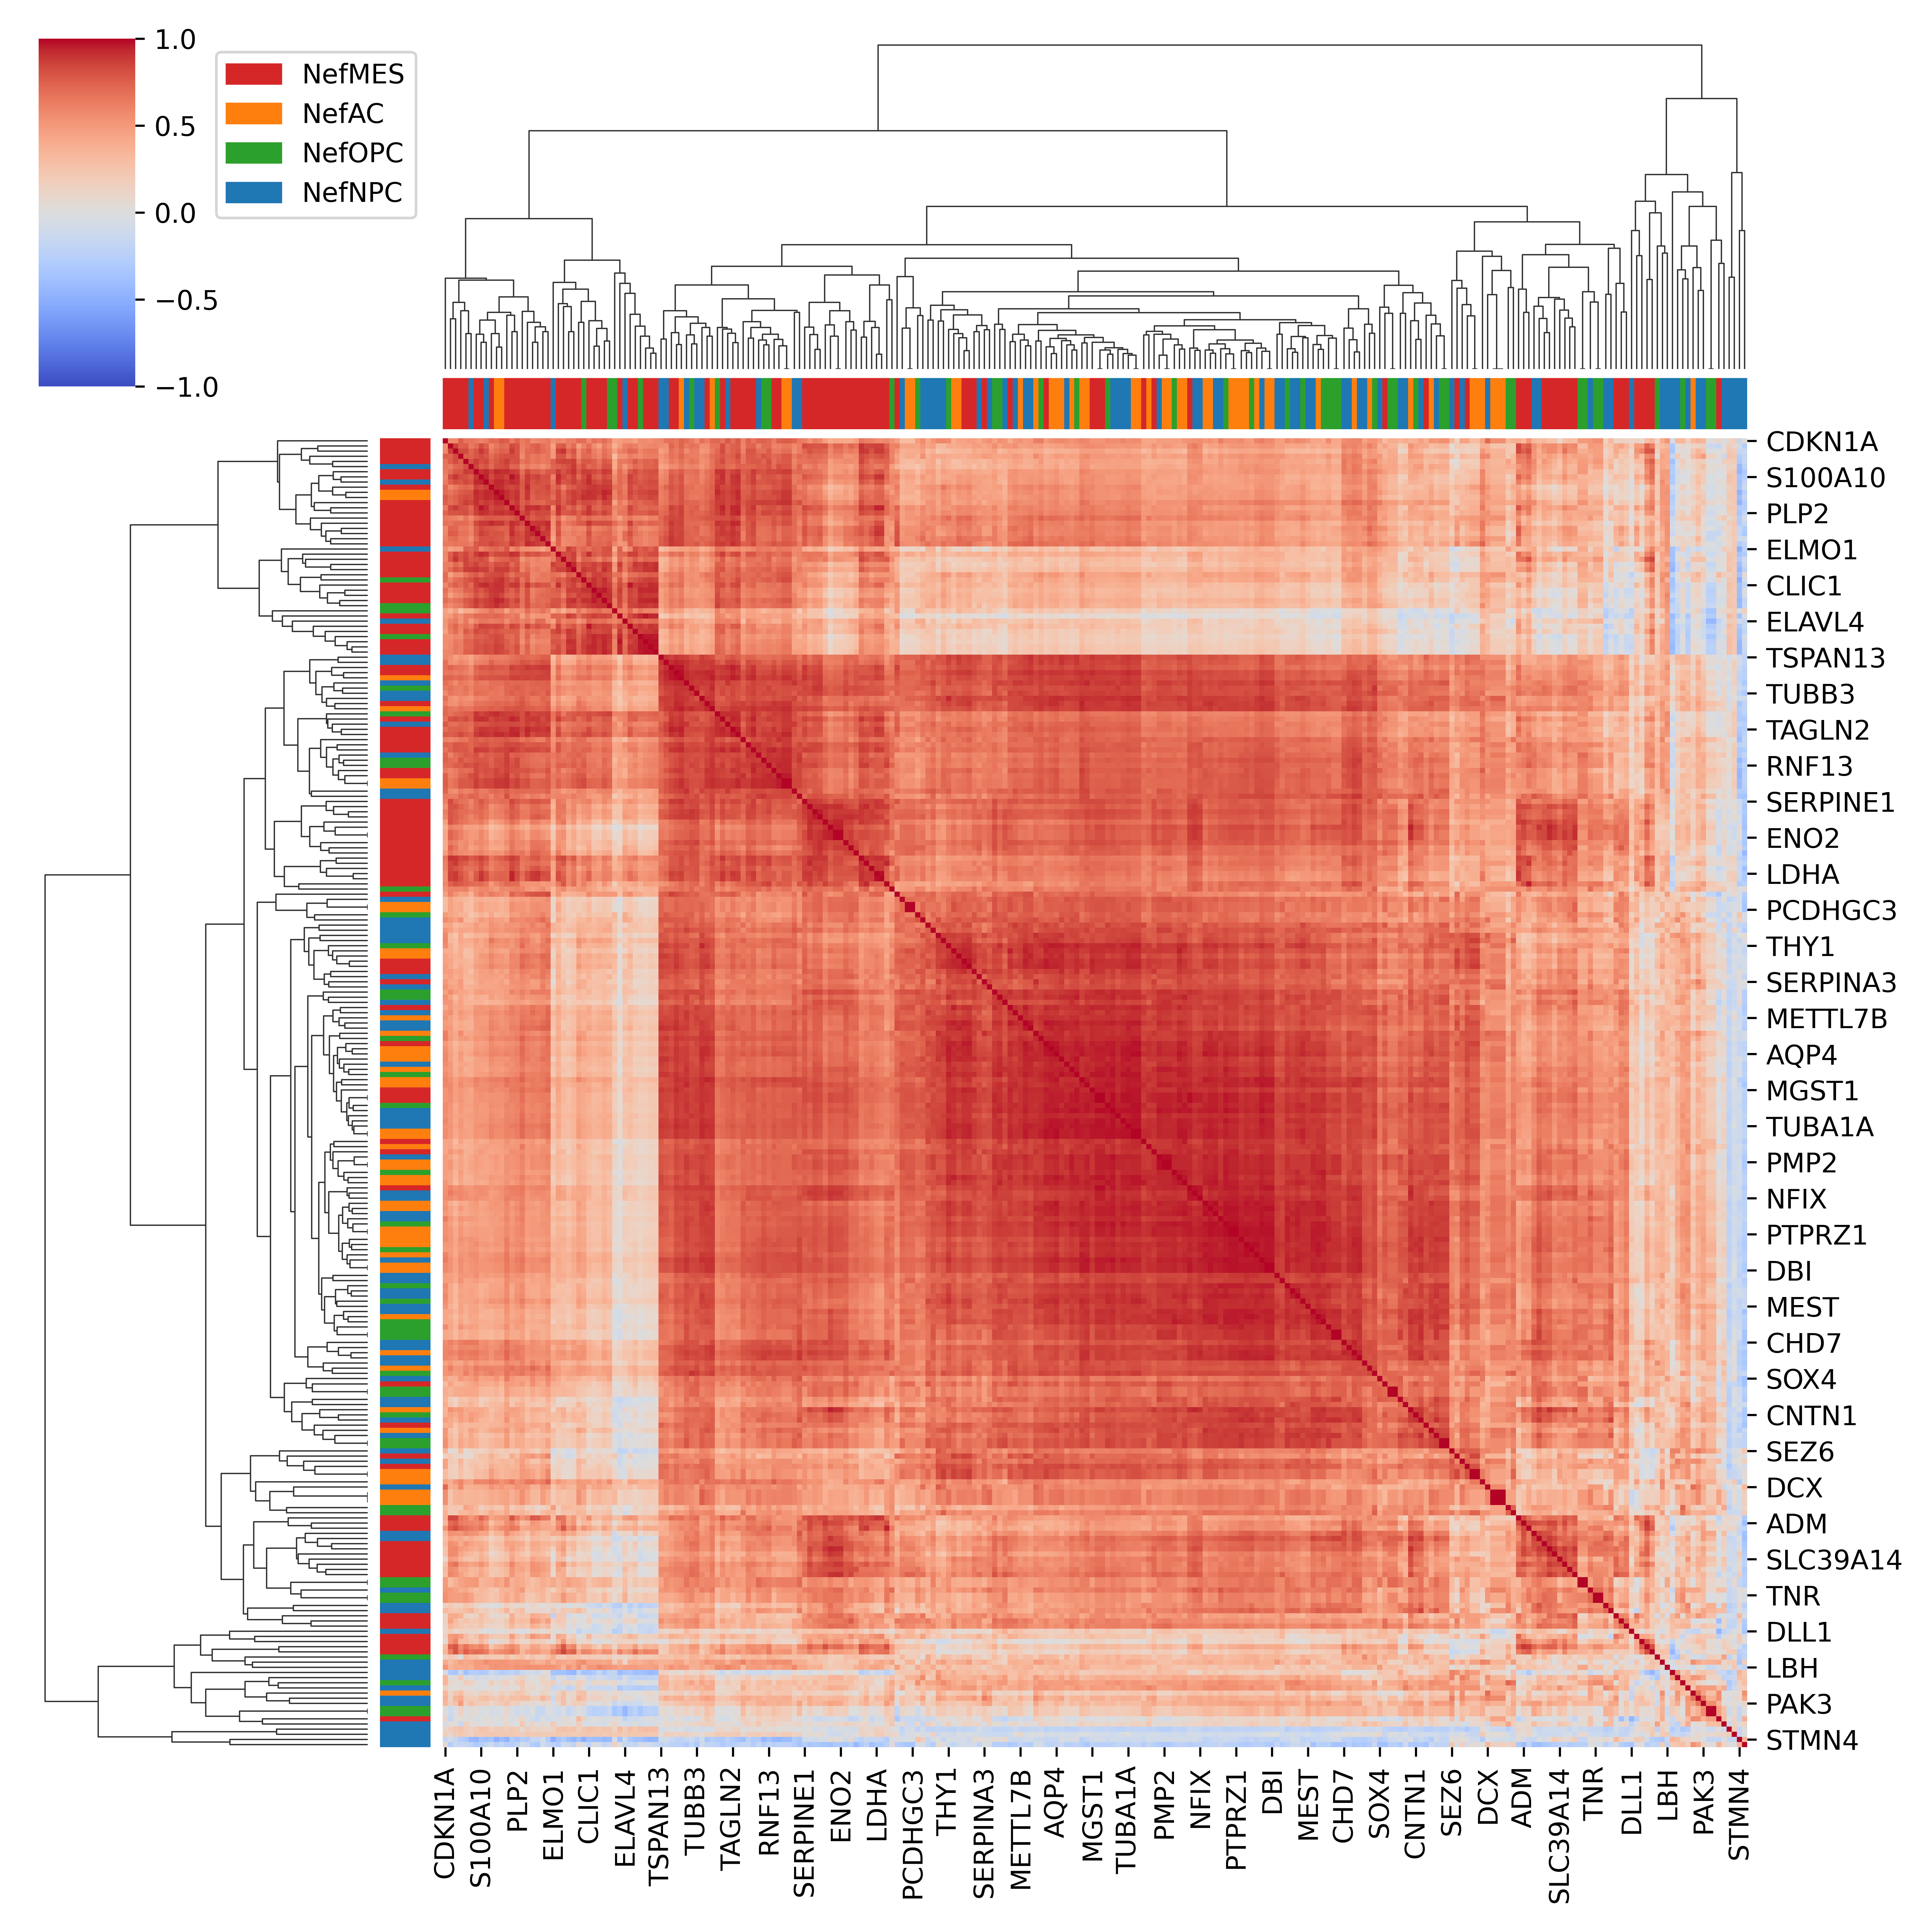 1.0
0.5
0.0
−0.5
−1.0
NefMES
NefAC
NefOPC
NefNPC
CDKN1A
S100A10
PLP2
ELMO1
CLIC1
ELAVL4
TSPAN13
TUBB3
TAGLN2
RNF13
SERPINE1
ENO2
LDHA
PCDHGC3
THY1
SERPINA3
METTL7B
AQP4
MGST1
TUBA1A
PMP2
NFIX
PTPRZ1
DBI
MEST
CHD7
SOX4
CNTN1
SEZ6
DCX
ADM
SLC39A14
TNR
DLL1
LBH
PAK3
STMN4
CDKN1A
S100A10
PLP2
ELMO1
CLIC1
ELAVL4
TSPAN13
TUBB3
TAGLN2
RNF13
SERPINE1
ENO2
LDHA
PCDHGC3
THY1
SERPINA3
METTL7B
AQP4
MGST1
TUBA1A
PMP2
NFIX
PTPRZ1
DBI
MEST
CHD7
SOX4
CNTN1
SEZ6
DCX
ADM
SLC39A14
TNR
DLL1
LBH
PAK3
STMN4